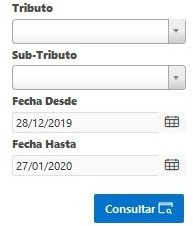 Tributo
Sub-Tributo
Fecha Desde
28/12/2019
Fecha Hasta
27/01/2020
Consultar